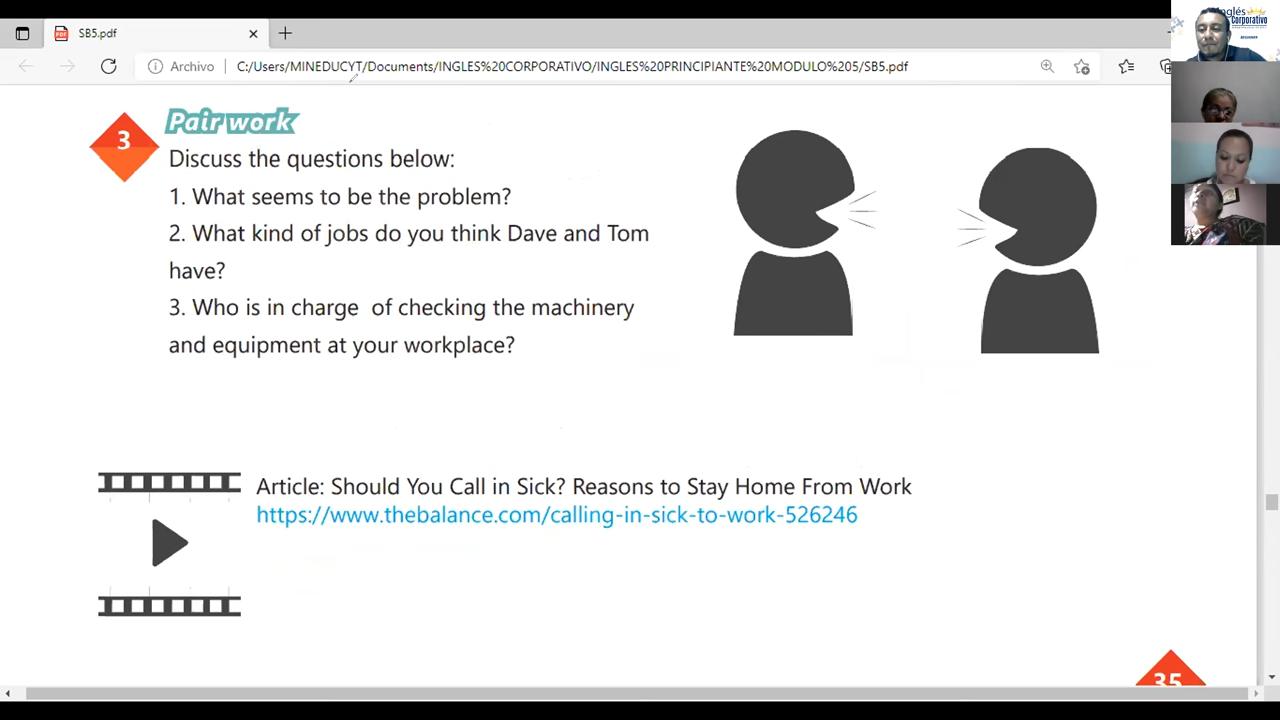 SB5.pdf
Archivo
C:/Users/MINEDUCYT/Documents/INGLES%20CORPORATIVO/INGLES%20PRINCIPIANTE%20MODULO%205/SB5.pdf
Inglés
Corporativo
BEGINNER
3
Pair work
Discuss the questions below:
1. What seems to be the problem?
2. What kind of jobs do you think Dave and Tom
have?
3. Who is in charge of checking the machinery
and equipment at your workplace?
Article: Should You Call in Sick? Reasons to Stay Home From Work
https://www.thebalance.com/calling-in-sick-to-work-526246
35